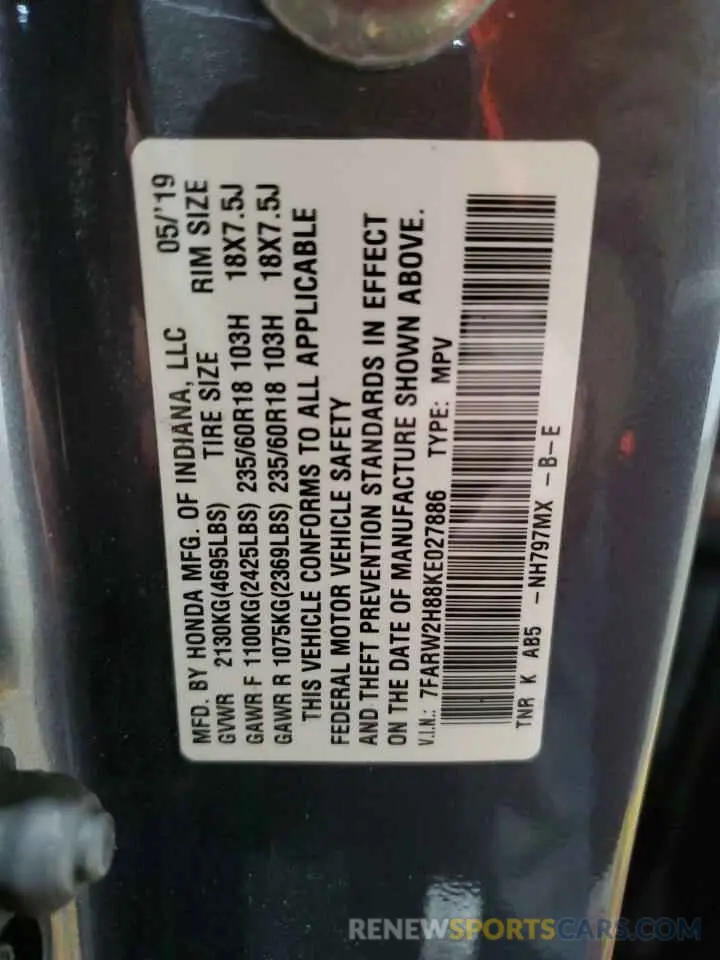 MFD. BY HONDA MFG. OF INDIANA, LLC 05/'19
GVWR 2130KG(4695LBS) TIRE SIZE RIM SIZE
GAWR F 1100KG(2425LBS) 235/60R18 103H 18X7.5J
GAWR R 1075KG(2369LBS) 235/60R18 103H 18X7.5J
THIS VEHICLE CONFORMS TO ALL APPLICABLE
FEDERAL MOTOR VEHICLE SAFETY
AND THEFT PREVENTION STANDARDS IN EFFECT
ON THE DATE OF MANUFACTURE SHOWN ABOVE.
V.I.N.: 7FARW2H88KE027886 TYPE: MPV
TNR K AB5 -NH797MX -B-E
RENEWSPORTSCARS.COM